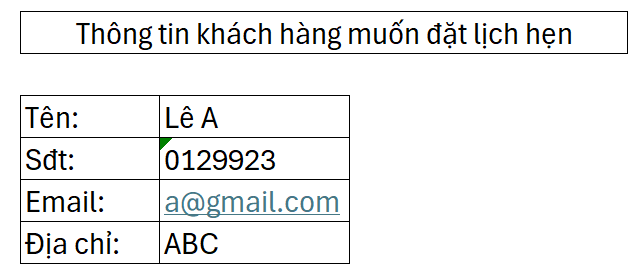 Thông tin khách hàng muốn đặt lịch hẹn
Tên: Lê A
Sđt: 0129923
Email: a@gmail.com
Địa chỉ: ABC